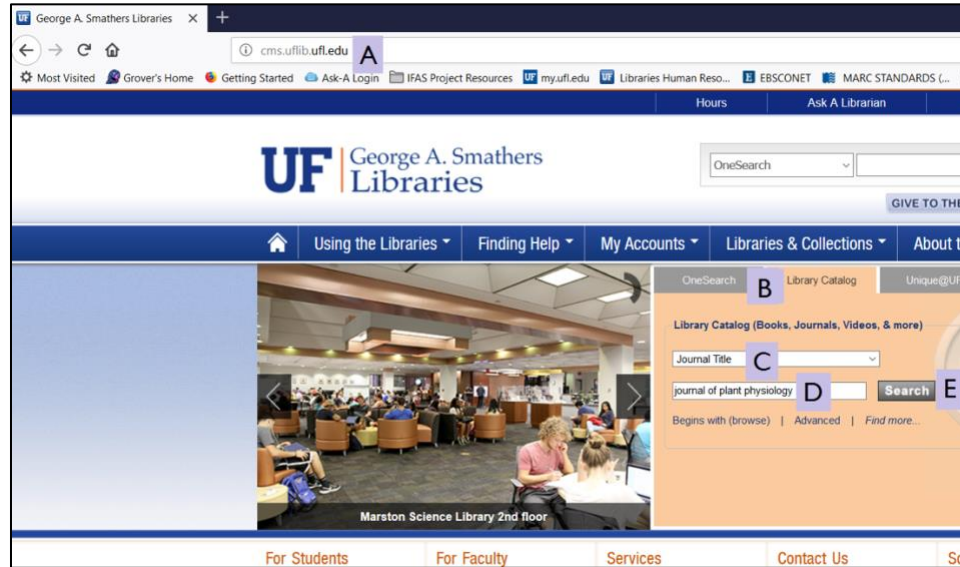 George A. Smathers Libraries
cms.uflib.ufl.edu A
Most Visited Grover's Home Getting Started Ask-A Login IFAS Project Resources my.ufl.edu Libraries Human Reso... EBSCONET MARC STANDARDS (...
Hours Ask A Librarian
UF George A. Smathers
Libraries
OneSearch
GIVE TO THE
Using the Libraries Finding Help My Accounts Libraries & Collections About t
OneSearch B Library Catalog Unique@UF
Library Catalog (Books, Journals, Videos, & more)
Journal Title C
journal of plant physiology D Search E
Begins with (browse) | Advanced | Find more...
Marston Science Library 2nd floor
For Students For Faculty Services Contact Us So